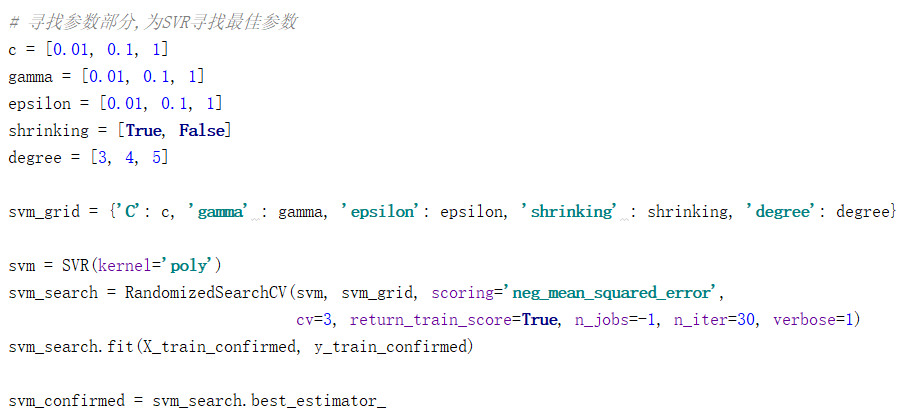 # 寻找参数部分,为SVR寻找最佳参数
c = [0.01, 0.1, 1]
gamma = [0.01, 0.1, 1]
epsilon = [0.01, 0.1, 1]
shrinking = [True, False]
degree = [3, 4, 5]
svm_grid = {'C': c, 'gamma' : gamma, 'epsilon': epsilon, 'shrinking' : shrinking, 'degree': degree}
svm = SVR(kernel='poly')
svm_search = RandomizedSearchCV(svm, svm_grid, scoring='neg_mean_squared_error',
cv=3, return_train_score=True, n_jobs=-1, n_iter=30, verbose=1)
svm_search.fit(X_train_confirmed, y_train_confirmed)
svm_confirmed = svm_search.best_estimator_